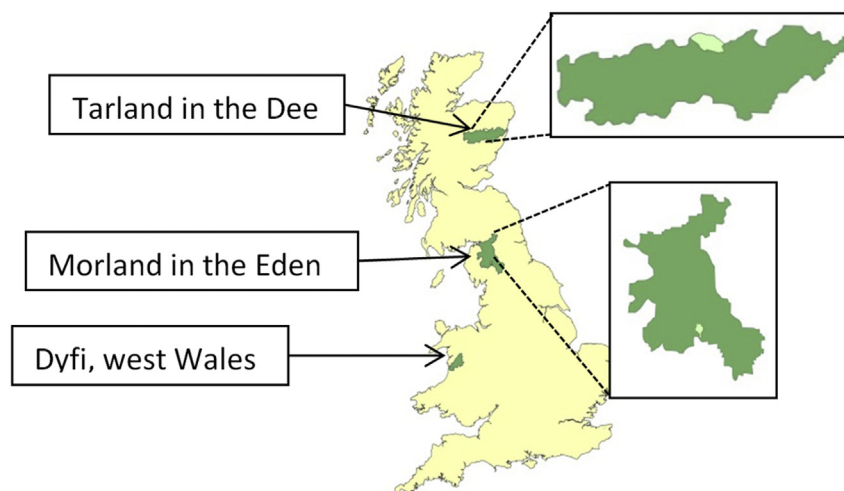 Tarland in the Dee
Morland in the Eden
Dyfi, west Wales